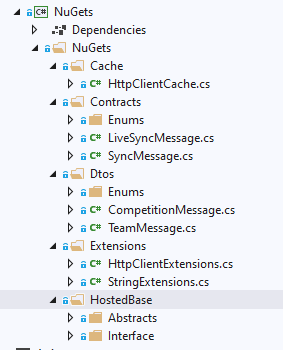 C# NuGets
Dependencies
NuGets
Cache
C# HttpClientCache.cs
Contracts
Enums
C# LiveSyncMessage.cs
C# SyncMessage.cs
Dtos
Enums
C# CompetitionMessage.cs
C# TeamMessage.cs
Extensions
C# HttpClientExtensions.cs
C# StringExtensions.cs
HostedBase
Abstracts
Interface